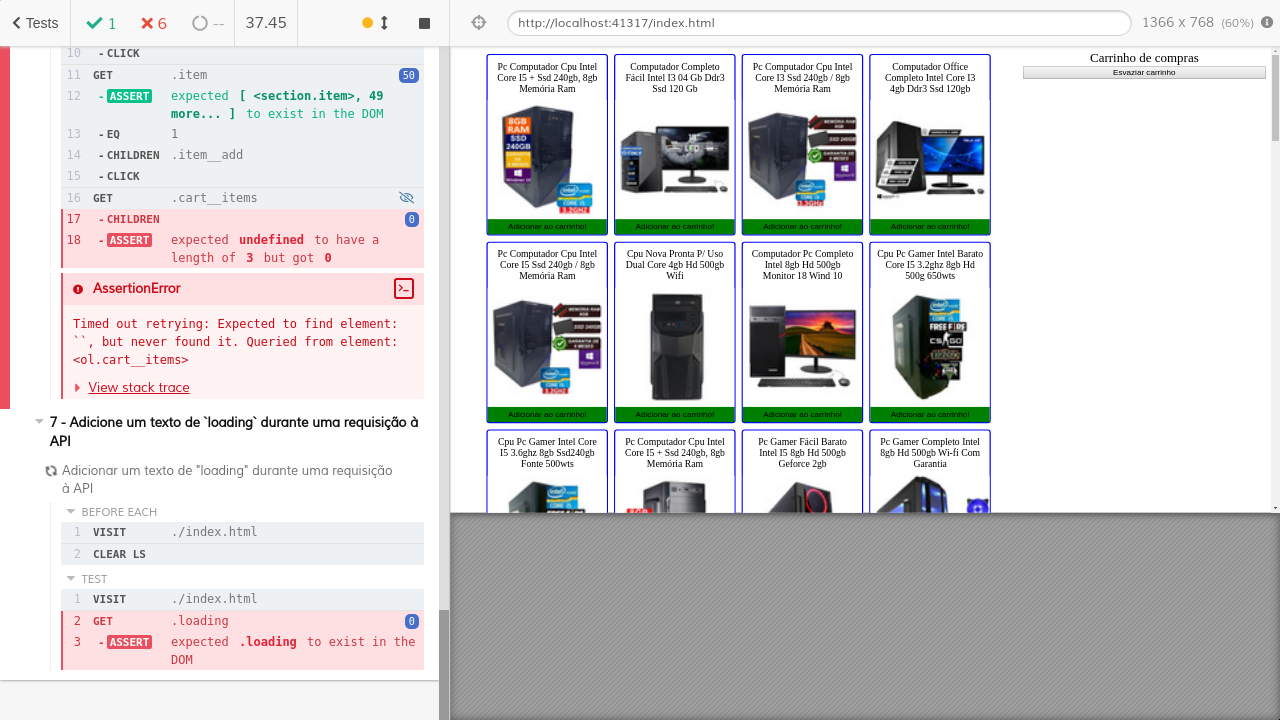 Tests
1
6
--
37.45
10 - CLICK
11 GET .item 50
12 - ASSERT expected [ <section.item>, 49
more... ] to exist in the DOM
13 - EQ 1
14 - CHILDREN .item__add
15 - CLICK
16 GET .cart__items
17 - CHILDREN 0
18 - ASSERT expected undefined to have a
length of 3 but got 0
AssertionError
Timed out retrying: Expected to find element:
``, but never found it. Queried from element:
<ol.cart__items>
View stack trace
7 - Adicione um texto de `loading` durante uma requisição à
API
Adicionar um texto de "loading" durante uma requisição
à API
BEFORE EACH
1 VISIT ./index.html
2 CLEAR LS
TEST
1 VISIT ./index.html
2 GET .loading 0
3 - ASSERT expected .loading to exist in the
DOM
http://localhost:41317/index.html
1366 x 768 (60%)
Pc Computador Cpu Intel
Core I5 + Ssd 240gb, 8gb
Memória Ram
8GB
RAM
SSD
240GB
Adicionar ao carrinho!
Computador Completo
Fácil Intel I3 04 Gb Ddr3
Ssd 120 Gb
Adicionar ao carrinho!
Pc Computador Cpu Intel
Core I3 Ssd 240gb / 8gb
Memória Ram
Adicionar ao carrinho!
Computador Office
Completo Intel Core I3
4gb Ddr3 Ssd 120gb
Adicionar ao carrinho!
Carrinho de compras
Esvaziar carrinho
Pc Computador Cpu Intel
Core I5 Ssd 240gb / 8gb
Memória Ram
Adicionar ao carrinho!
Cpu Nova Pronta P/ Uso
Dual Core 4gb Hd 500gb
Wifi
Adicionar ao carrinho!
Computador Pc Completo
Intel 8gb Hd 500gb
Monitor 18 Wind 10
Adicionar ao carrinho!
Cpu Pc Gamer Intel Barato
Core I5 3.2ghz 8gb Hd
500g 650wts
FREE FIRE
CS:GO
Adicionar ao carrinho!
Cpu Pc Gamer Intel Core
I5 3.6ghz 8gb Ssd240gb
Fonte 500wts
Pc Computador Cpu Intel
Core I5 + Ssd 240gb, 8gb
Memória Ram
Pc Gamer Fácil Barato
Intel I5 8gb Hd 500gb
Geforce 2gb
Pc Gamer Completo Intel
8gb Hd 500gb Wi-fi Com
Garantia